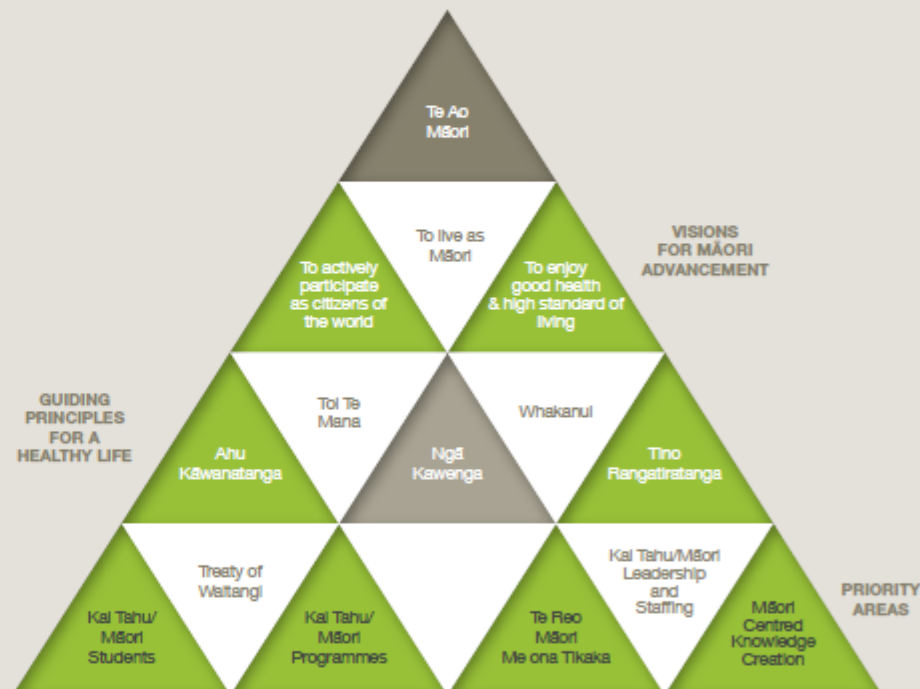 Te Ao
Māori
To live as
Māori
VISIONS
FOR MĀORI
ADVANCEMENT
To actively
participate
as citizens of
the world
To enjoy
good health
& high standard of
living
GUIDING
PRINCIPLES
FOR A
HEALTHY LIFE
Ahu
Kāwanatanga
Toi Te
Mana
Ngā
Kawenga
Whakanui
Tino
Rangatiratanga
Kai Tahu/
Māori
Students
Treaty of
Waitangi
Kai Tahu/
Māori
Programmes
Te Reo
Māori
Me ona Tikaka
Kai Tahu/Māori
Leadership
and
Staffing
Māori
Centred
Knowledge
Creation
PRIORITY
AREAS